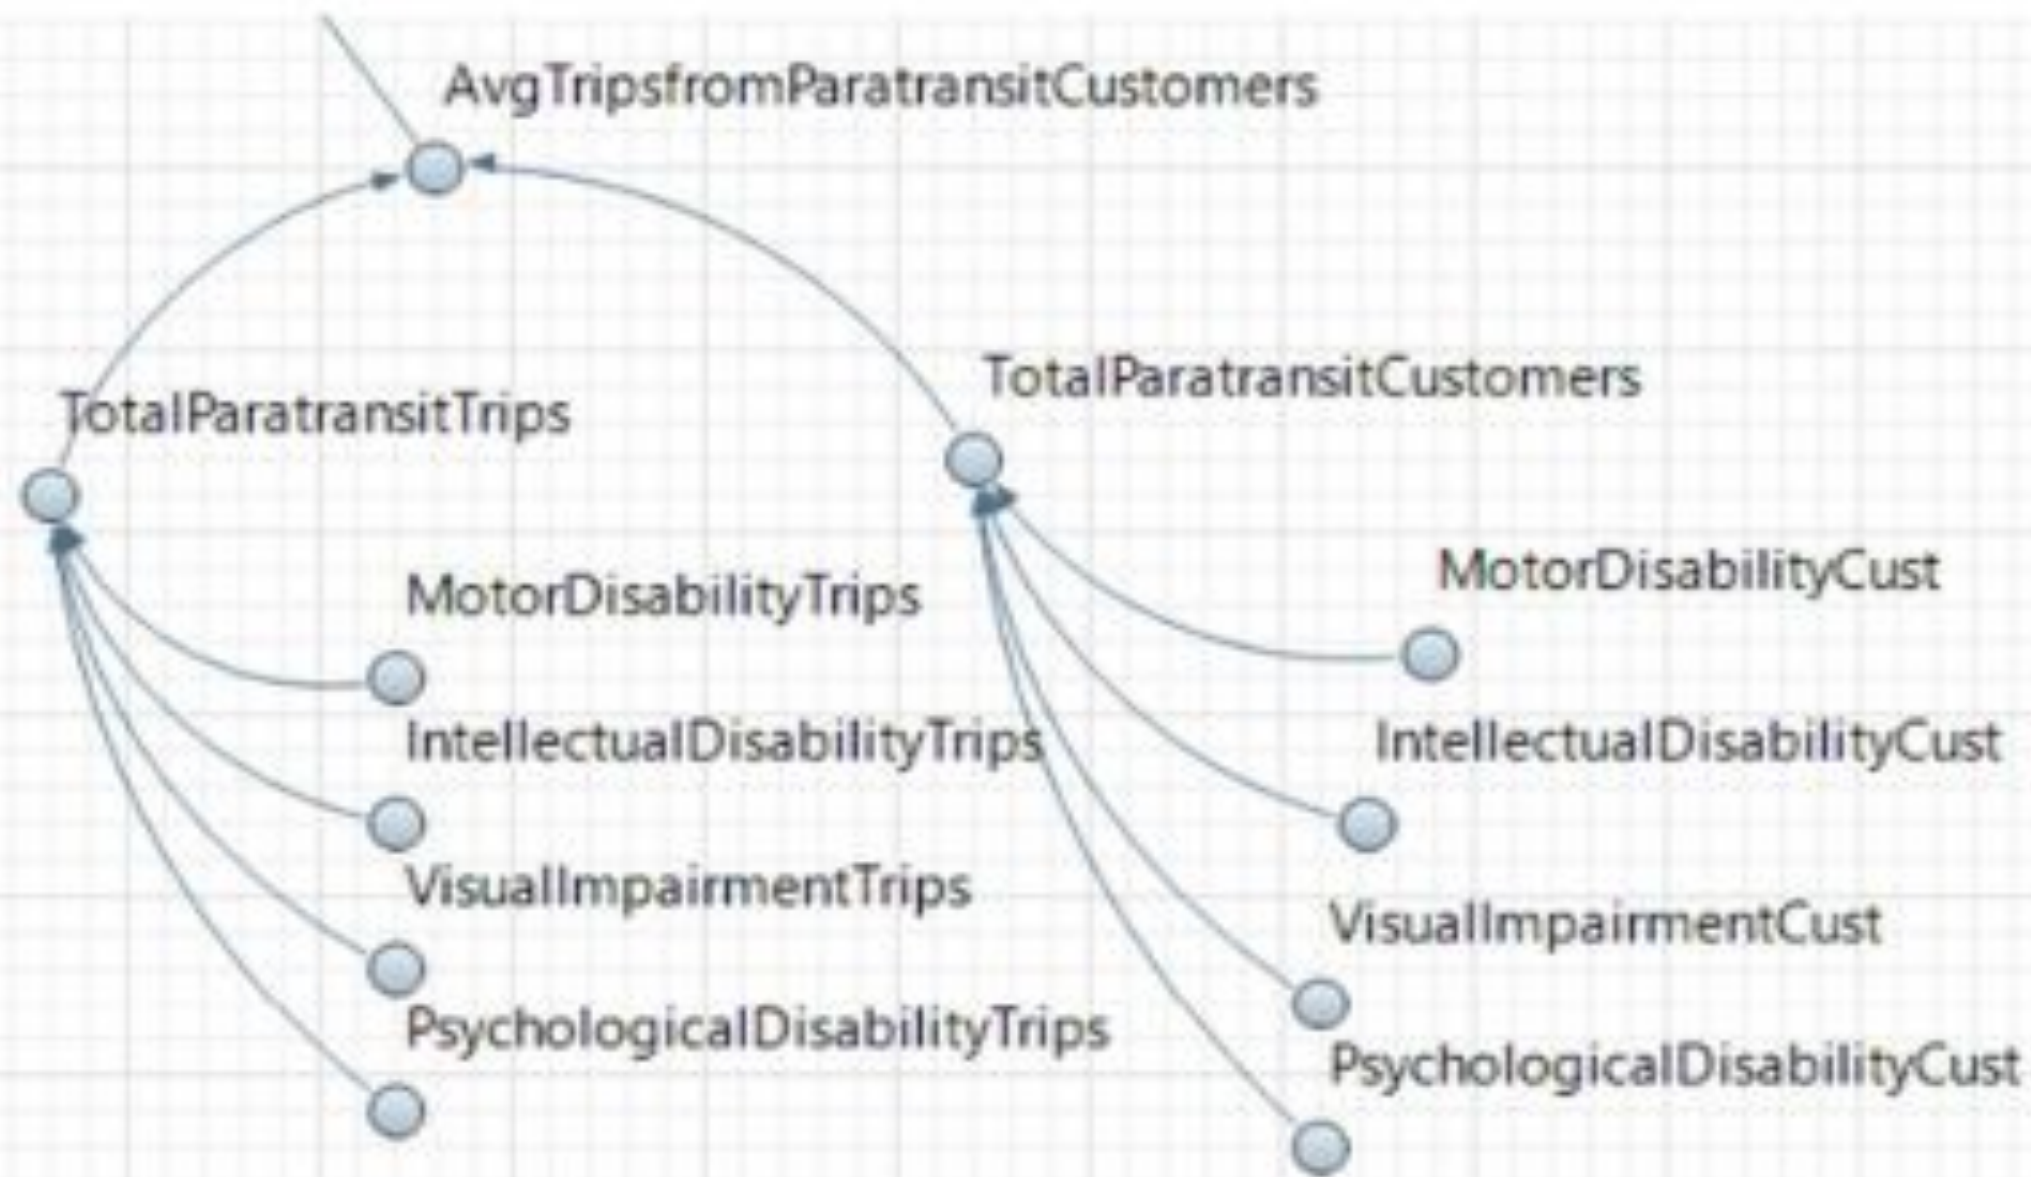 AvgTripsfromParatransitCustomers
TotalParatransitCustomers
TotalParatransitTrips
MotorDisabilityCust
MotorDisabilityTrips
IntellectualDisabilityTrips
IntellectualDisabilityCust
VisualImpairmentTrips
VisualImpairmentCust
PsychologicalDisabilityTrips
PsychologicalDisabilityCust